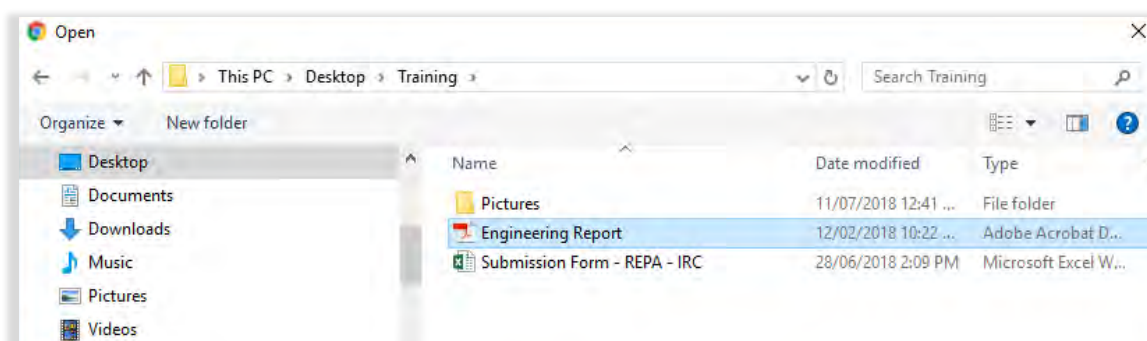 Open
This PC > Desktop > Training >
Search Training
Organize
New folder
Desktop
Documents
Downloads
Music
Pictures
Videos
Name Date modified Type
Pictures 11/07/2018 12:41 ... File folder
Engineering Report 12/02/2018 10:22 ... Adobe Acrobat D...
Submission Form - REPA - IRC 28/06/2018 2:09 PM Microsoft Excel W...